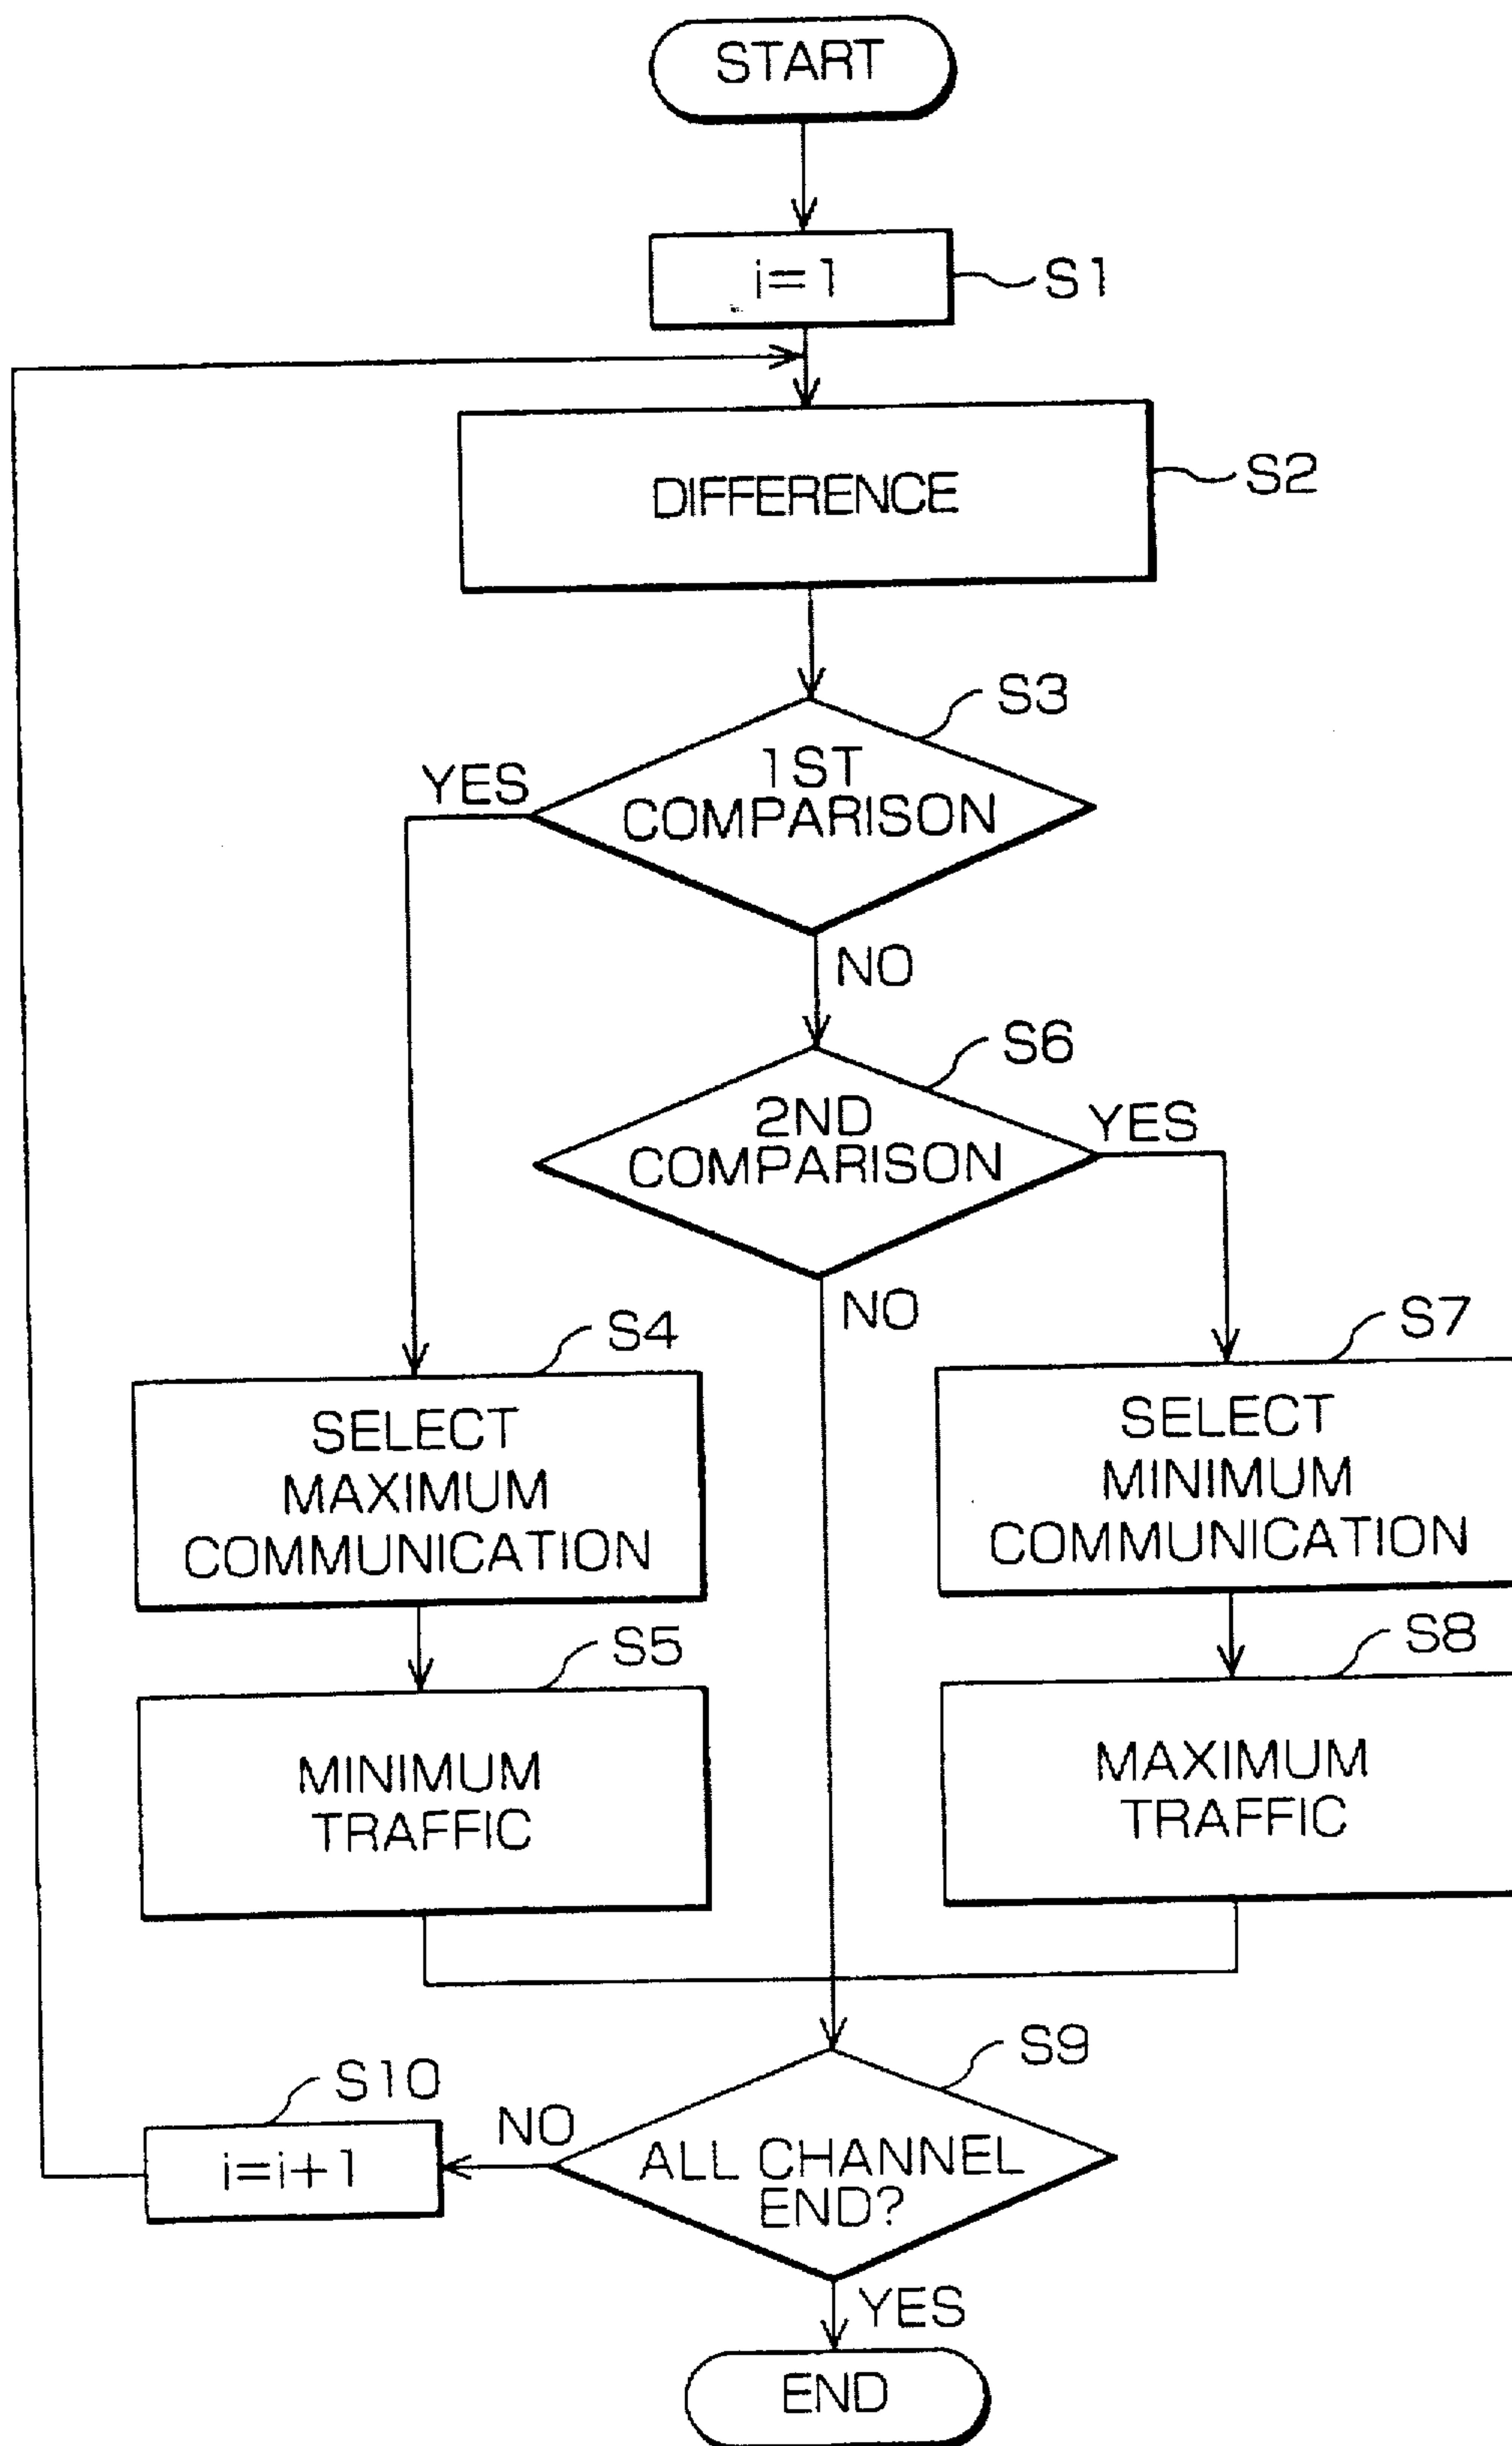 START
i=1
S1
DIFFERENCE
S2
S3
1ST
COMPARISON
YES
NO
S6
2ND
COMPARISON
YES
NO
S4
SELECT
MAXIMUM
COMMUNICATION
S7
SELECT
MINIMUM
COMMUNICATION
S5
MINIMUM
TRAFFIC
S8
MAXIMUM
TRAFFIC
S9
ALL CHANNEL
END?
NO
S10
i=i+1
YES
END